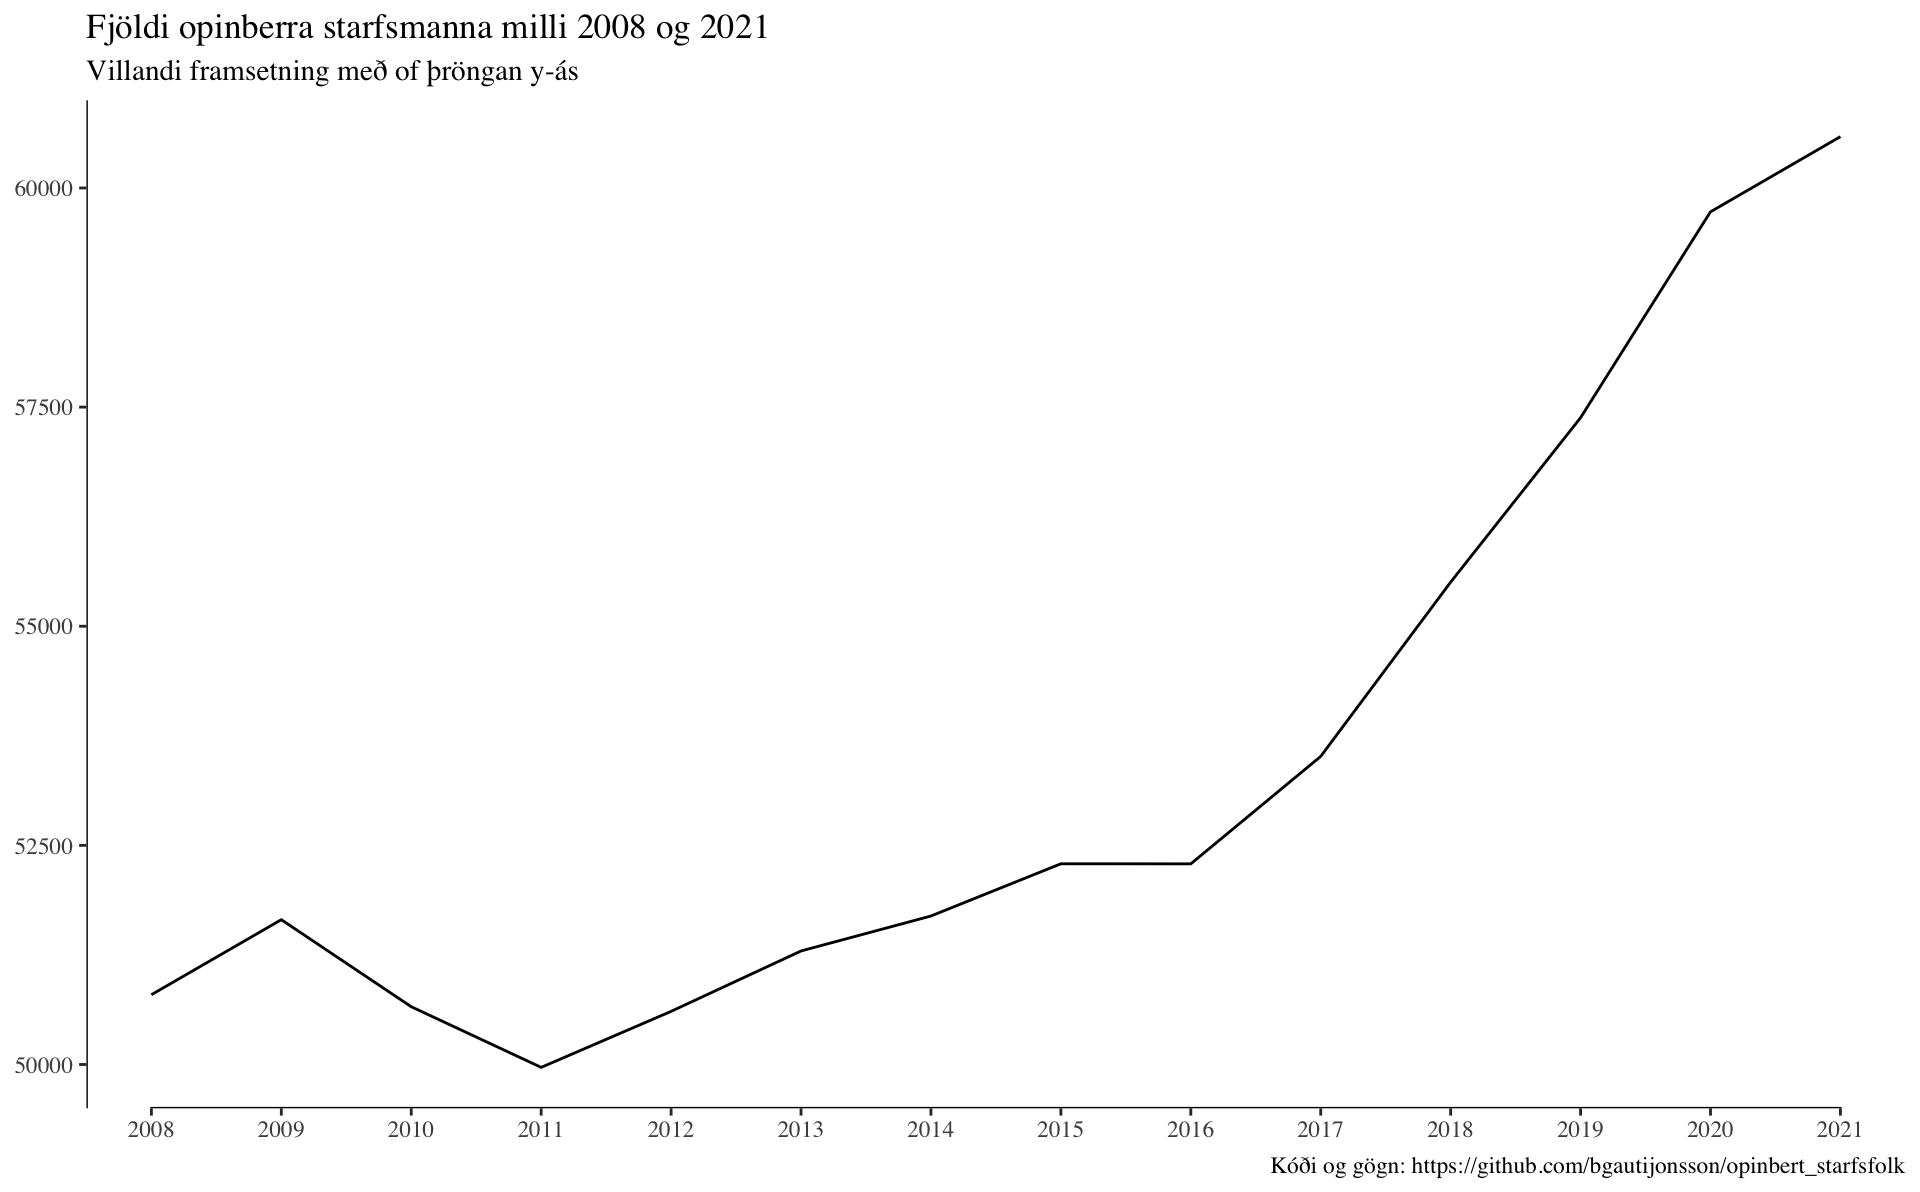 Fjöldi opinberra starfsmanna milli 2008 og 2021
Villandi framsetning með of þröngan y-ás
60000
57500
55000
52500
50000
2008 2009 2010 2011 2012 2013 2014 2015 2016 2017 2018 2019 2020 2021
Kóði og gögn: https://github.com/bgautijonsson/opinbert_starfsfolk